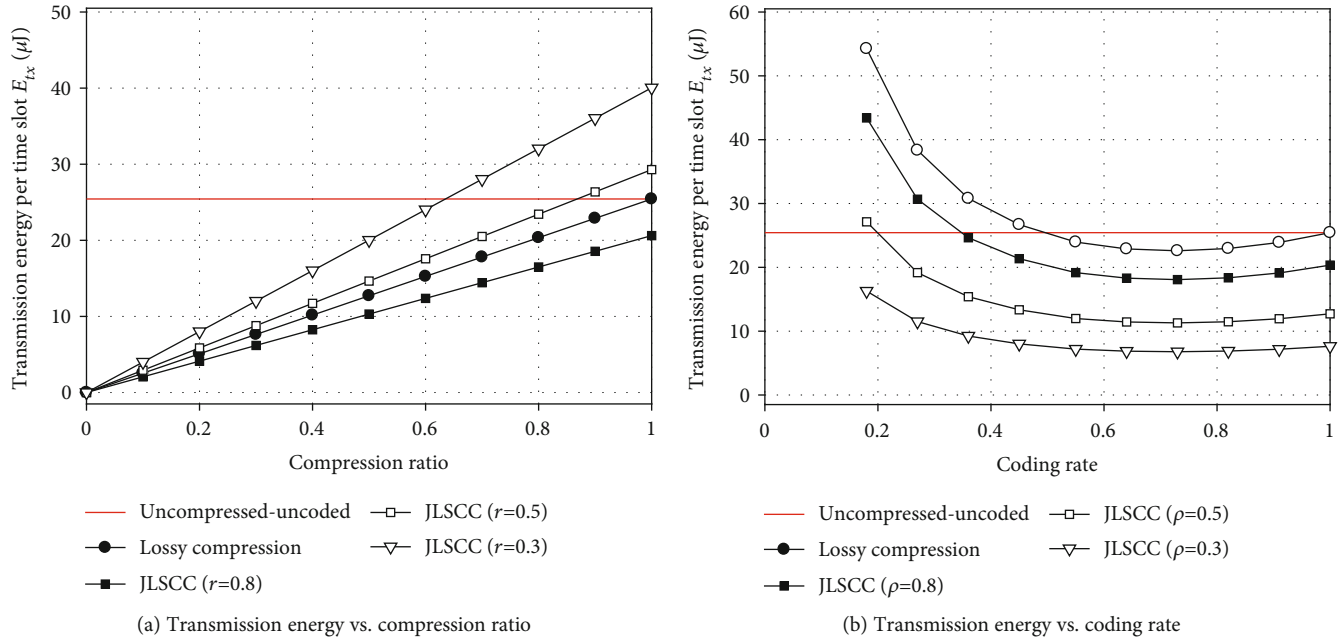 Transmission energy per time slot E_tx (μJ)
50
40
30
20
10
0
0 0.2 0.4 0.6 0.8 1
Compression ratio
Uncompressed-uncoded
Lossy compression
JLSCC (r=0.8)
JLSCC (r=0.5)
JLSCC (r=0.3)
(a) Transmission energy vs. compression ratio
Transmission energy per time slot E_tx (μJ)
60
50
40
30
20
10
0
0 0.2 0.4 0.6 0.8 1
Coding rate
Uncompressed-uncoded
Lossy compression
JLSCC (ρ=0.8)
JLSCC (ρ=0.5)
JLSCC (ρ=0.3)
(b) Transmission energy vs. coding rate